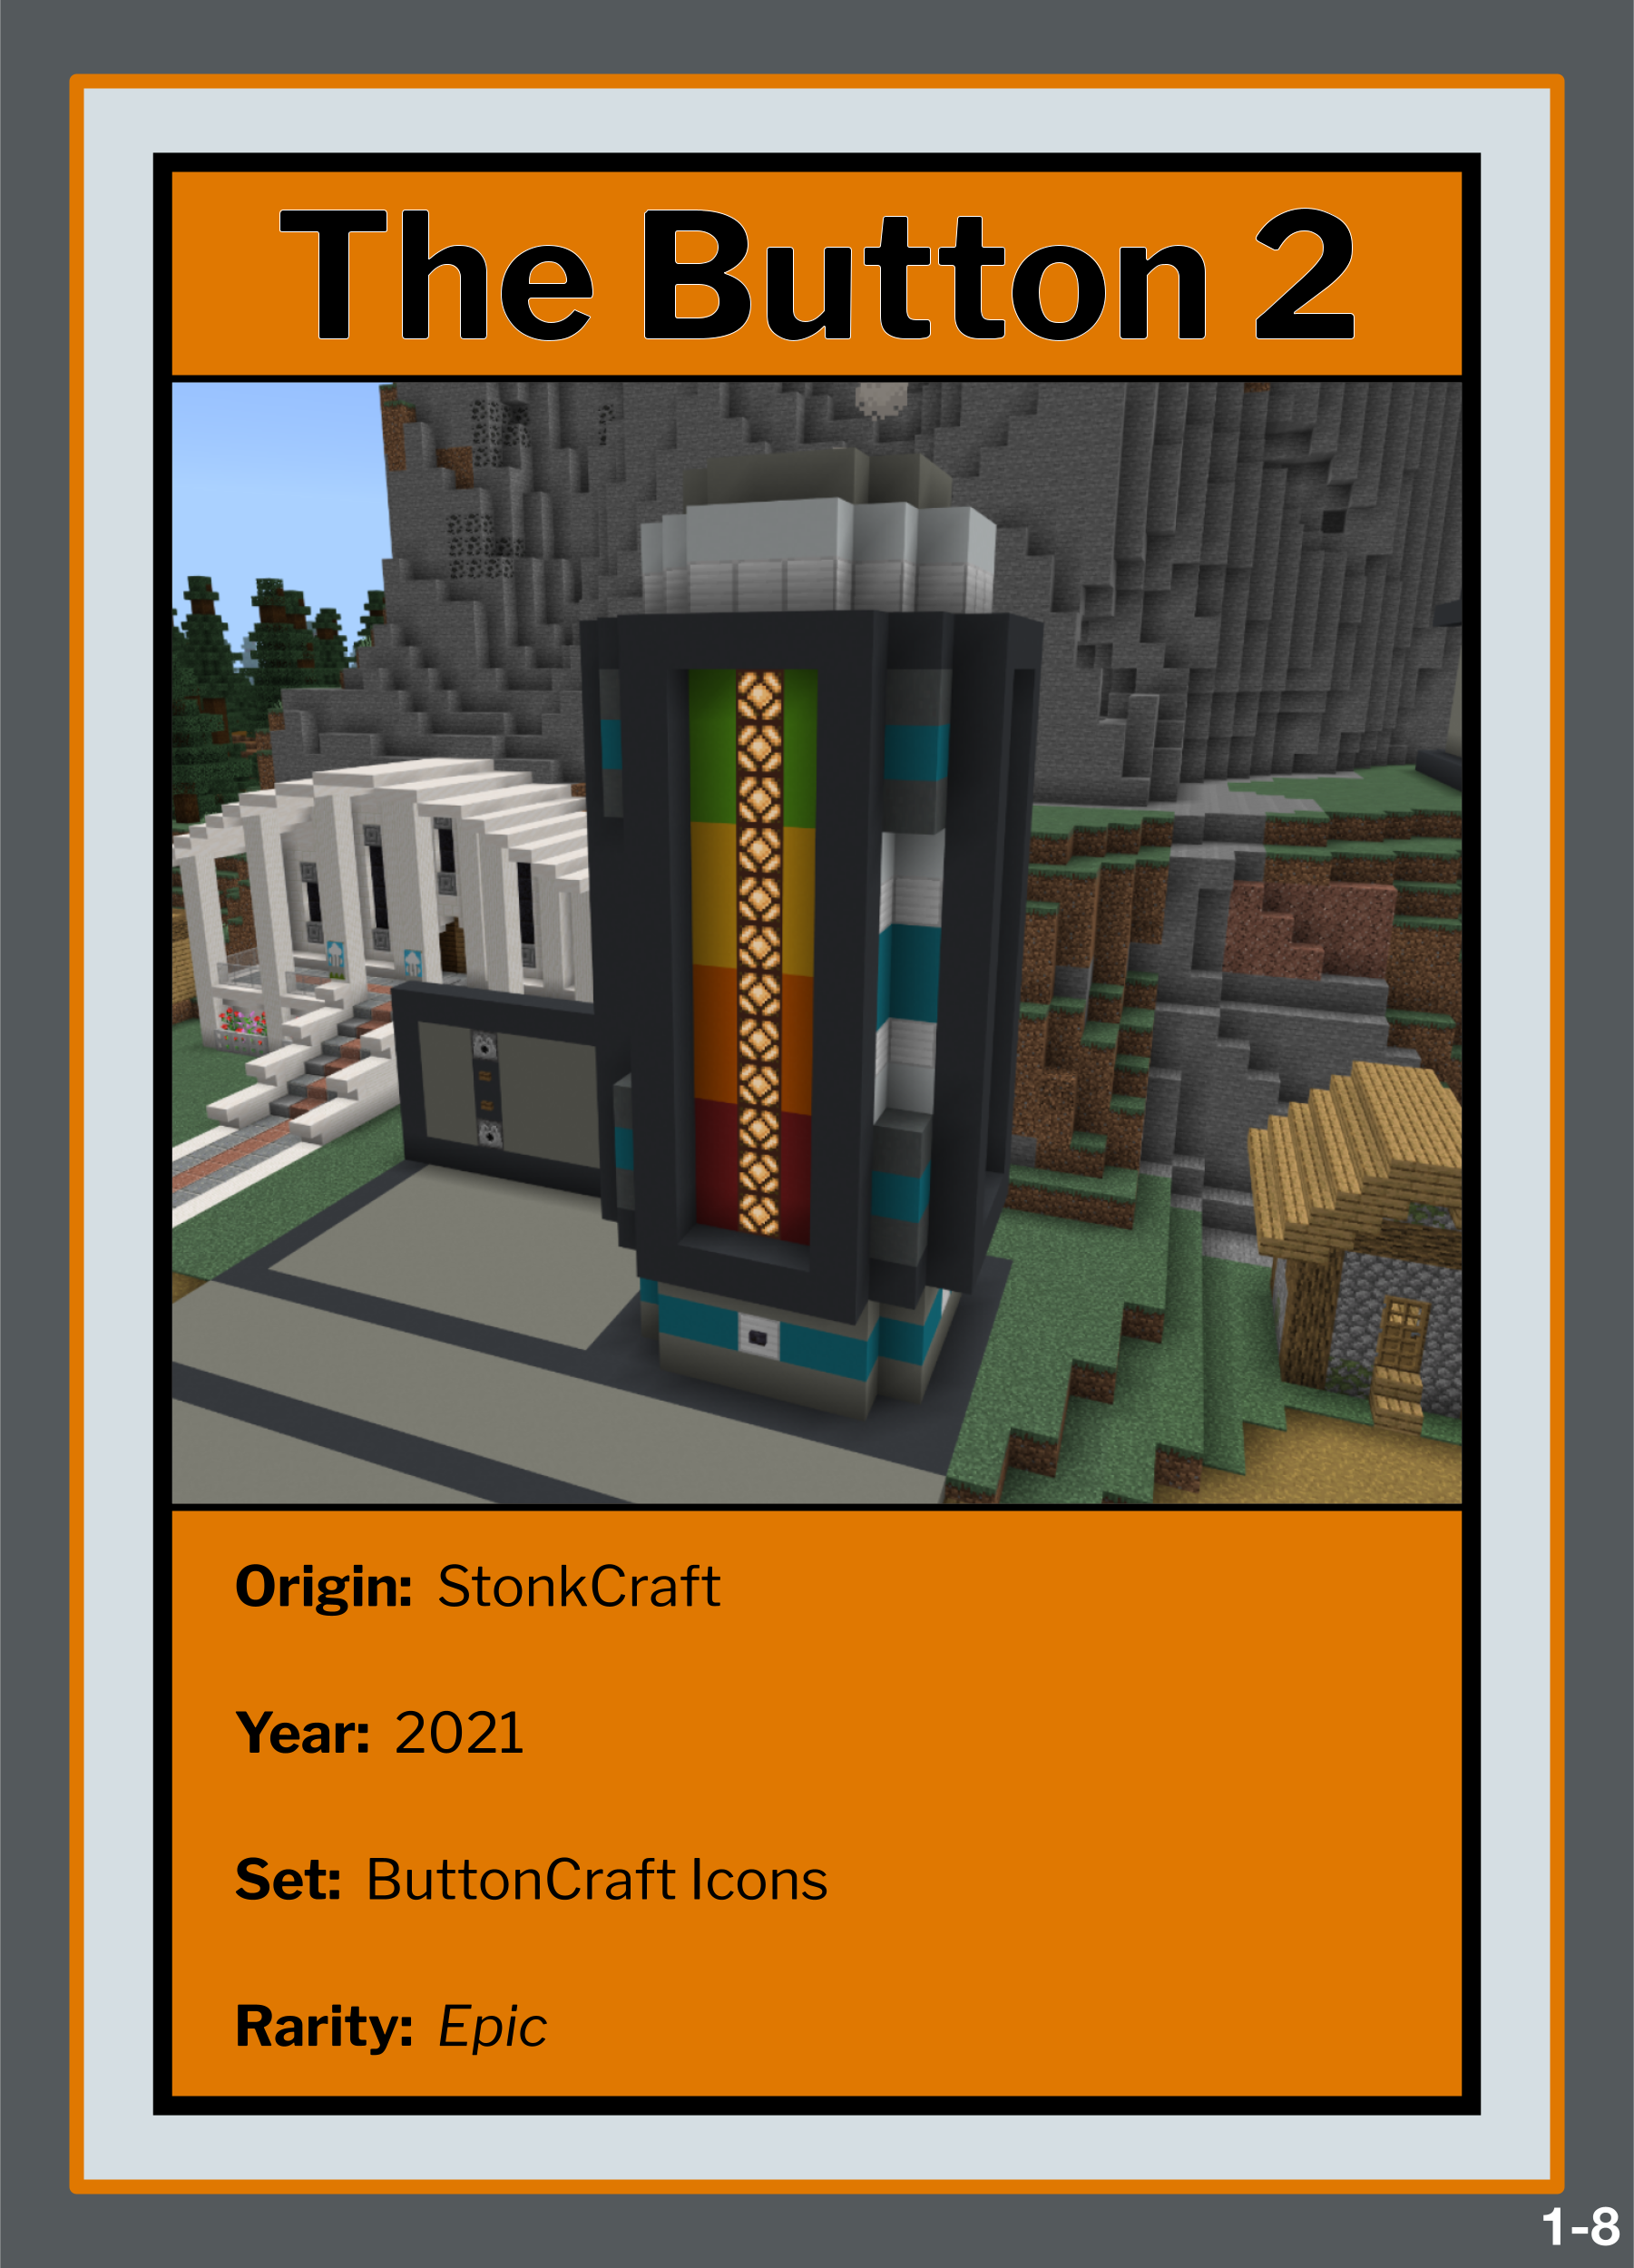 The Button 2
Origin: StonkCraft
Year: 2021
Set: ButtonCraft Icons
Rarity: Epic
1-8